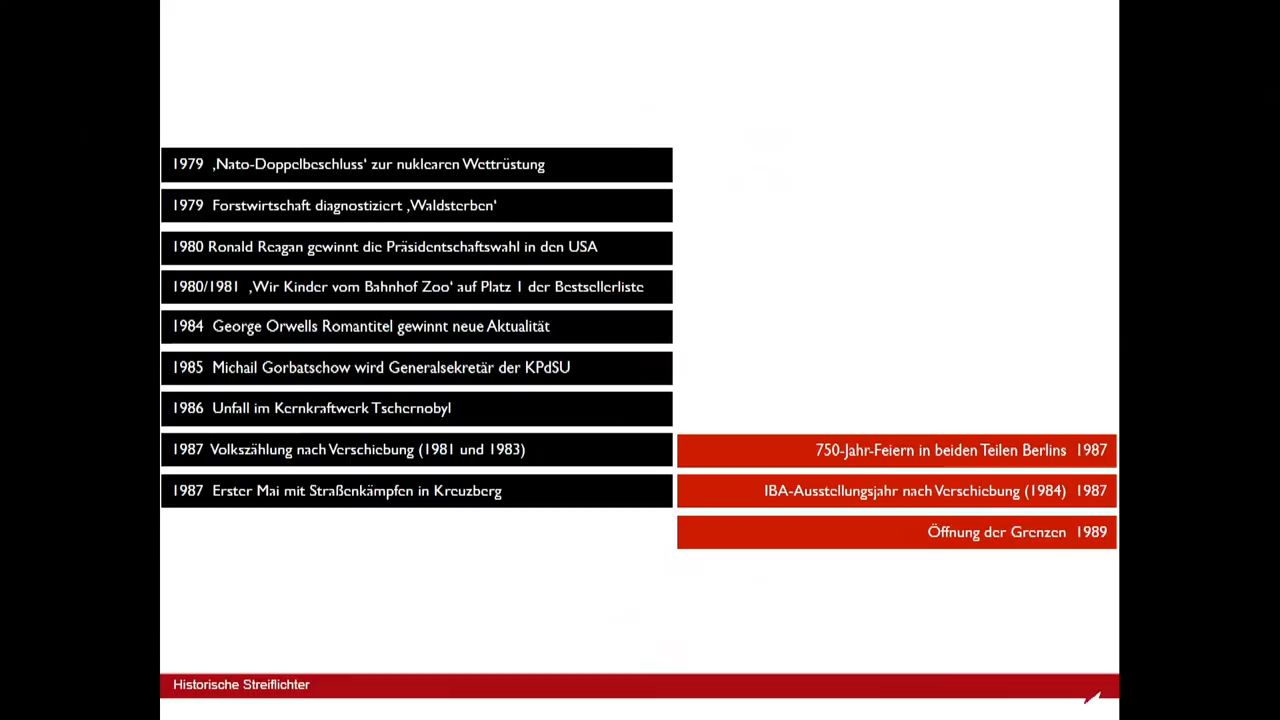 1979 ‚Nato-Doppelbeschluss‘ zur nuklearen Wettrüstung
1979 Forstwirtschaft diagnostiziert ‚Waldsterben‘
1980 Ronald Reagan gewinnt die Präsidentschaftswahl in den USA
1980/1981 ‚Wir Kinder vom Bahnhof Zoo‘ auf Platz 1 der Bestsellerliste
1984 George Orwells Romantitel gewinnt neue Aktualität
1985 Michail Gorbatschow wird Generalsekretär der KPdSU
1986 Unfall im Kernkraftwerk Tschernobyl
1987 Volkszählung nach Verschiebung (1981 und 1983)
1987 Erster Mai mit Straßenkämpfen in Kreuzberg
750-Jahr-Feiern in beiden Teilen Berlins 1987
IBA-Ausstellungsjahr nach Verschiebung (1984) 1987
Öffnung der Grenzen 1989
Historische Streiflichter